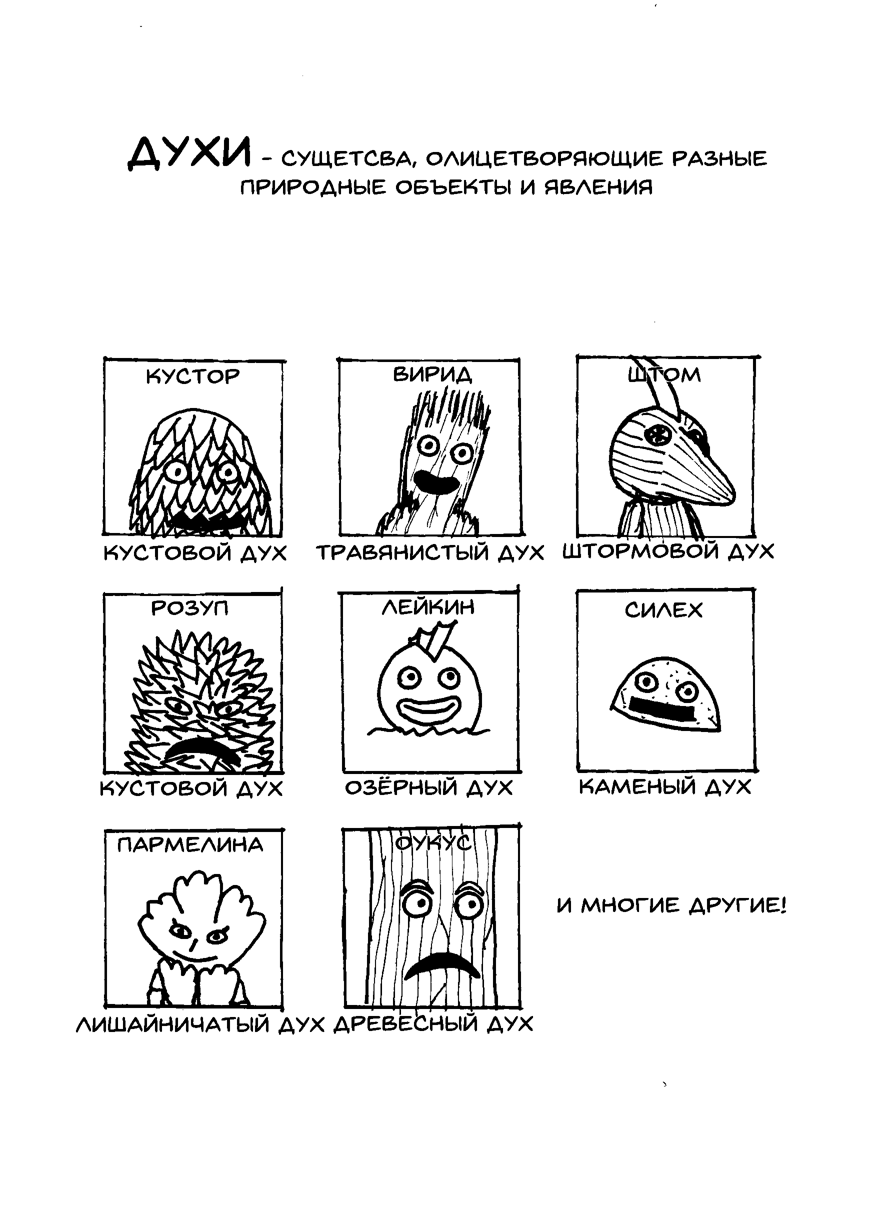 ДУХИ - СУЩЕТСВА, ОЛИЦЕТВОРЯЮЩИЕ РАЗНЫЕ
ПРИРОДНЫЕ ОБЪЕКТЫ И ЯВЛЕНИЯ
КУСТОР
КУСТОВОЙ ДУХ
ВИРИД
ТРАВЯНИСТЫЙ ДУХ
ШТОМ
ШТОРМОВОЙ ДУХ
РОЗУП
КУСТОВОЙ ДУХ
ЛЕЙКИН
ОЗЁРНЫЙ ДУХ
СИЛЕХ
КАМЕНЫЙ ДУХ
ПАРМЕЛИНА
ЛИШАЙНИЧАТЫЙ ДУХ
ОУКУС
ДРЕВЕСНЫЙ ДУХ
И МНОГИЕ ДРУГИЕ!